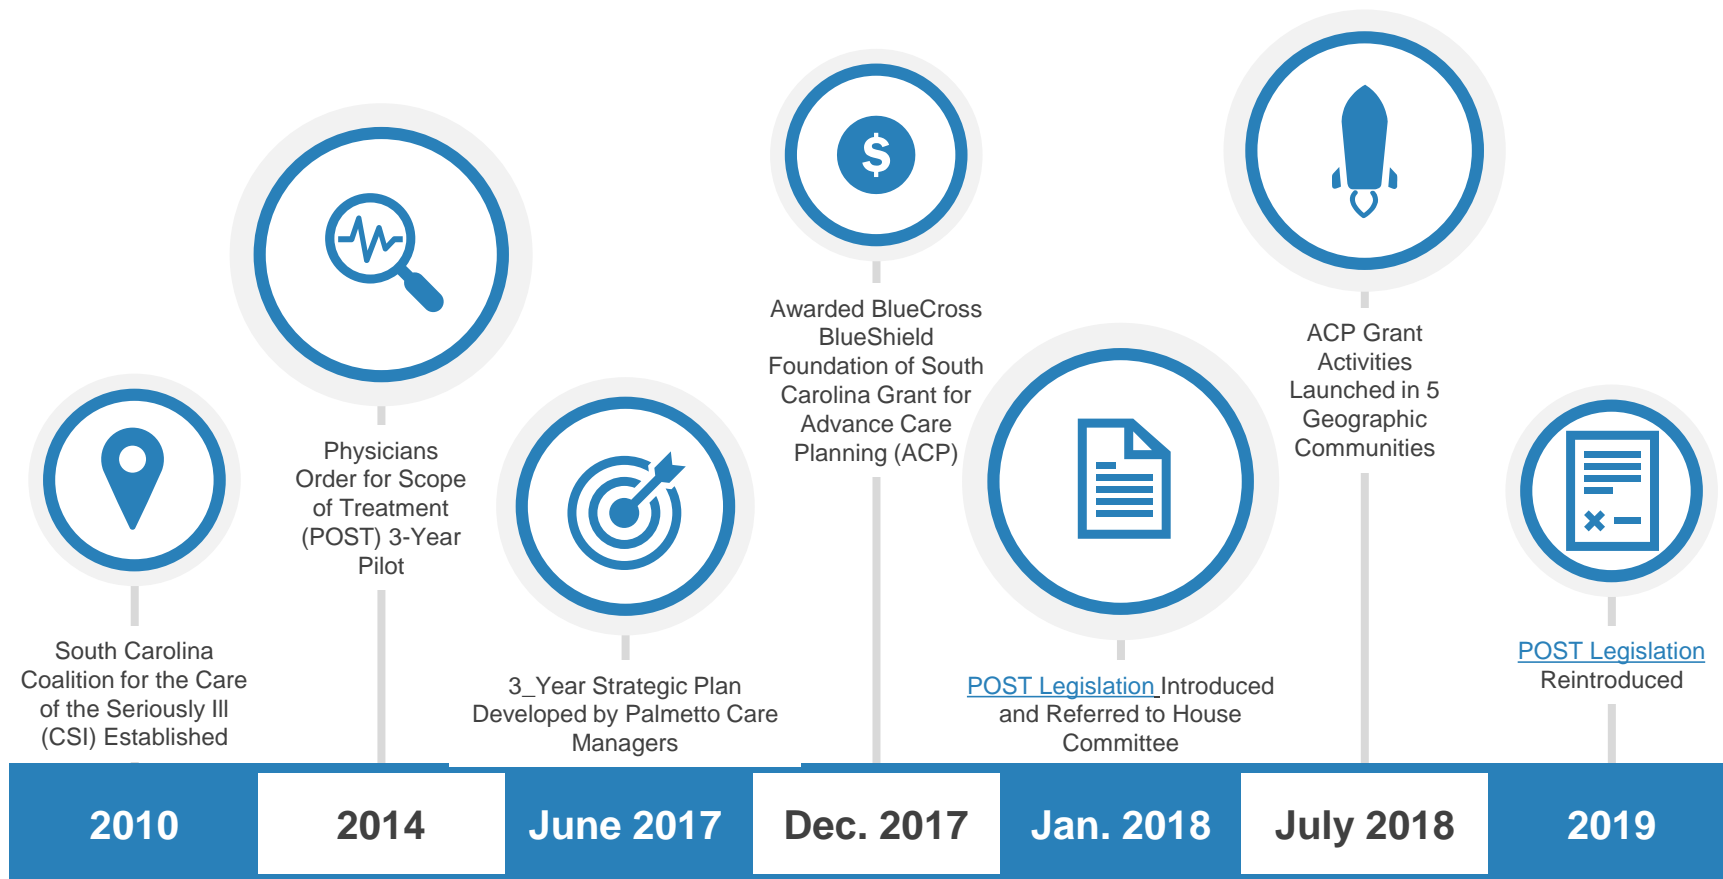 South Carolina
Coalition for the Care
of the Seriously Ill
(CSI) Established
2010
Physicians
Order for Scope
of Treatment
(POST) 3-Year
Pilot
2014
3_Year Strategic Plan
Developed by Palmetto Care
Managers
June 2017
$
Awarded BlueCross
BlueShield
Foundation of South
Carolina Grant for
Advance Care
Planning (ACP)
Dec. 2017
POST Legislation Introduced
and Referred to House
Committee
Jan. 2018
ACP Grant
Activities
Launched in 5
Geographic
Communities
July 2018
POST Legislation
Reintroduced
2019